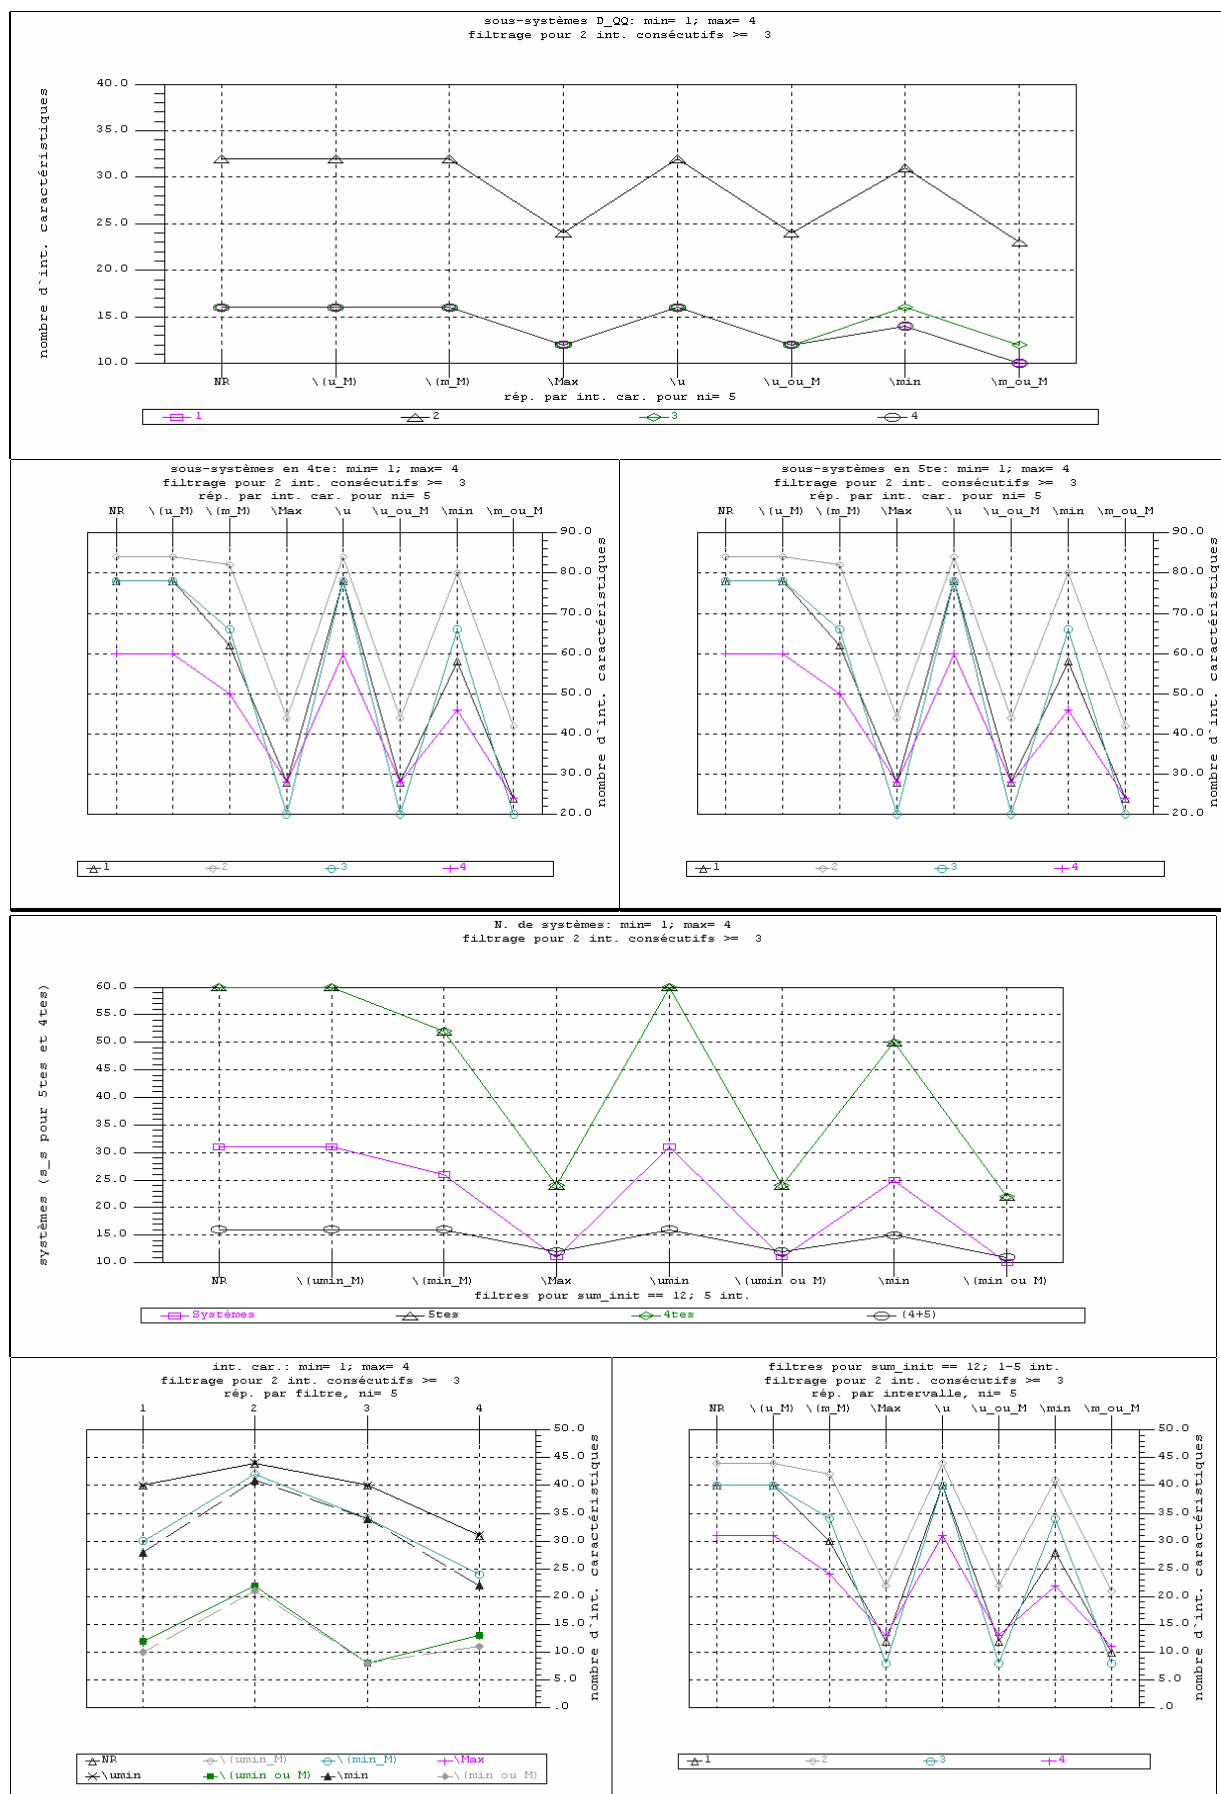 sous-systèmes D_QQ: min= 1; max= 4
filtrage pour 2 int. consécutifs >= 3
nombre d`int. caractéristiques
40.0
35.0
30.0
25.0
20.0
15.0
10.0
NR \(u_M) \(m_M) \Max \u \u_ou_M \min \m_ou_M
rép. par int. car. pour ni= 5
1 2 3 4
sous-systèmes en 4te: min= 1; max= 4
filtrage pour 2 int. consécutifs >= 3
rép. par int. car. pour ni= 5
NR \(u_M) \(m_M) \Max \u \u_ou_M \min \m_ou_M
90.0
80.0
70.0
60.0
50.0
40.0
30.0
20.0
nombre d`int. caractéristiques
1 2 3 4
sous-systèmes en 5te: min= 1; max= 4
filtrage pour 2 int. consécutifs >= 3
rép. par int. car. pour ni= 5
NR \(u_M) \(m_M) \Max \u \u_ou_M \min \m_ou_M
90.0
80.0
70.0
60.0
50.0
40.0
30.0
20.0
nombre d`int. caractéristiques
1 2 3 4
N. de systèmes: min= 1; max= 4
filtrage pour 2 int. consécutifs >= 3
systèmes (s_s pour 5tes et 4tes)
60.0
55.0
50.0
45.0
40.0
35.0
30.0
25.0
20.0
15.0
10.0
NR \(umin_M) \(min_M) \Max \umin \(umin ou M) \min \(min ou M)
filtres pour sum_init == 12; 5 int.
Systèmes 5tes 4tes (4+5)
int. car.: min= 1; max= 4
filtrage pour 2 int. consécutifs >= 3
rép. par filtre, ni= 5
1 2 3 4
50.0
45.0
40.0
35.0
30.0
25.0
20.0
15.0
10.0
5.0
.0
nombre d`int. caractéristiques
NR \(umin_M) \(min_M) \Max
\umin \(umin ou M) \min \(min ou M)
filtres pour sum_init == 12; 1-5 int.
filtrage pour 2 int. consécutifs >= 3
rép. par intervalle, ni= 5
NR \(u_M) \(m_M) \Max \u \u_ou_M \min \m_ou_M
50.0
45.0
40.0
35.0
30.0
25.0
20.0
15.0
10.0
5.0
.0
nombre d`int. caractéristiques
1 2 3 4